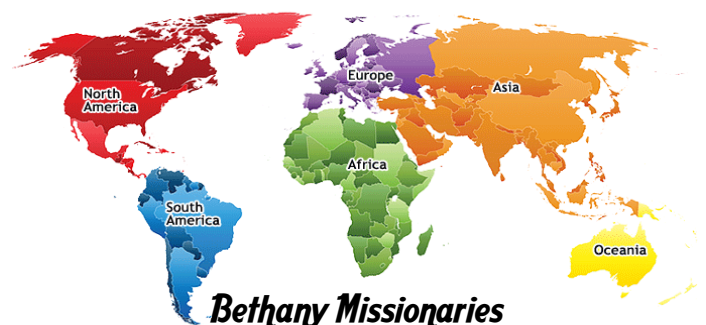 Europe
North
America
Asia
Africa
South
America
Oceania
Bethany Missionaries